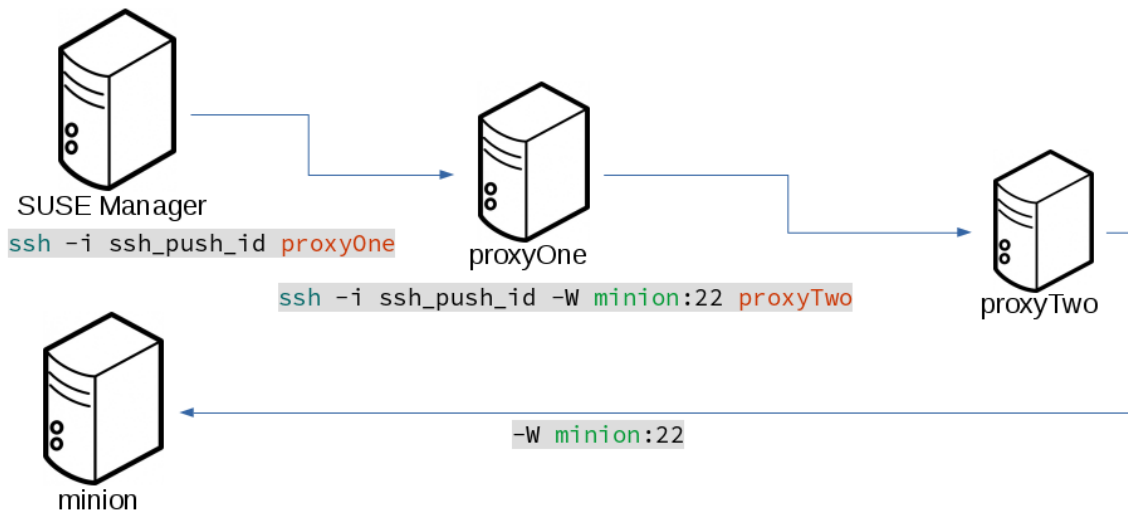 SUSE Manager
ssh -i ssh_push_id proxyOne
proxyOne
ssh -i ssh_push_id -W minion:22 proxyTwo
proxyTwo
-W minion:22
minion